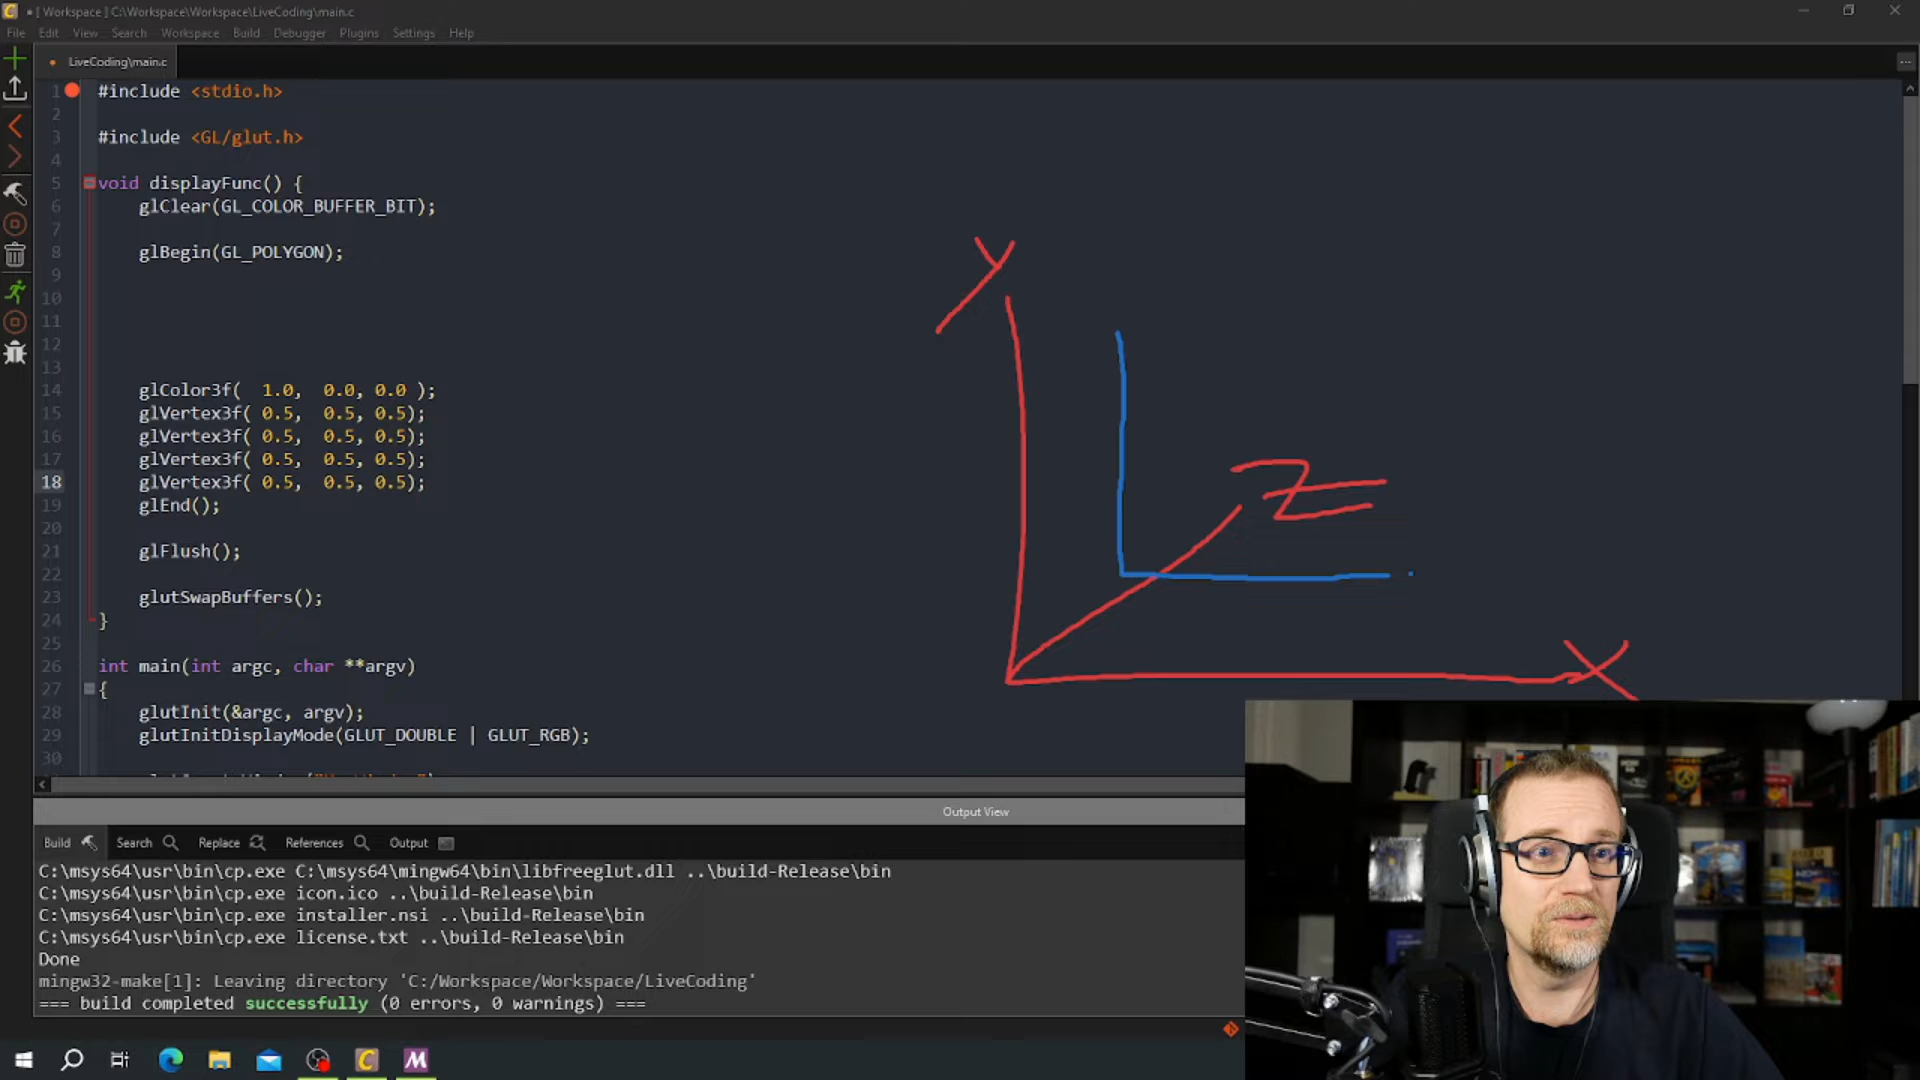 [ Workspace ] C:\Workspace\Workspace\LiveCoding\main.c
File Edit View Search Workspace Build Debugger Plugins Settings Help
LiveCoding\main.c
1 #include <stdio.h>
2
3 #include <GL/glut.h>
4
5 void displayFunc() {
6 glClear(GL_COLOR_BUFFER_BIT);
7
8 glBegin(GL_POLYGON);
9
10
11
12
13
14 glColor3f( 1.0, 0.0, 0.0 );
15 glVertex3f( 0.5, 0.5, 0.5);
16 glVertex3f( 0.5, 0.5, 0.5);
17 glVertex3f( 0.5, 0.5, 0.5);
18 glVertex3f( 0.5, 0.5, 0.5);
19 glEnd();
20
21 glFlush();
22
23 glutSwapBuffers();
24 }
25
26 int main(int argc, char **argv)
27 {
28 glutInit(&argc, argv);
29 glutInitDisplayMode(GLUT_DOUBLE | GLUT_RGB);
30
Y
Z
X
Output View
Build Search Replace References Output
C:\msys64\usr\bin\cp.exe C:\msys64\mingw64\bin\libfreeglut.dll ..\build-Release\bin
C:\msys64\usr\bin\cp.exe icon.ico ..\build-Release\bin
C:\msys64\usr\bin\cp.exe installer.nsi ..\build-Release\bin
C:\msys64\usr\bin\cp.exe license.txt ..\build-Release\bin
Done
mingw32-make[1]: Leaving directory 'C:/Workspace/Workspace/LiveCoding'
=== build completed successfully (0 errors, 0 warnings) ===